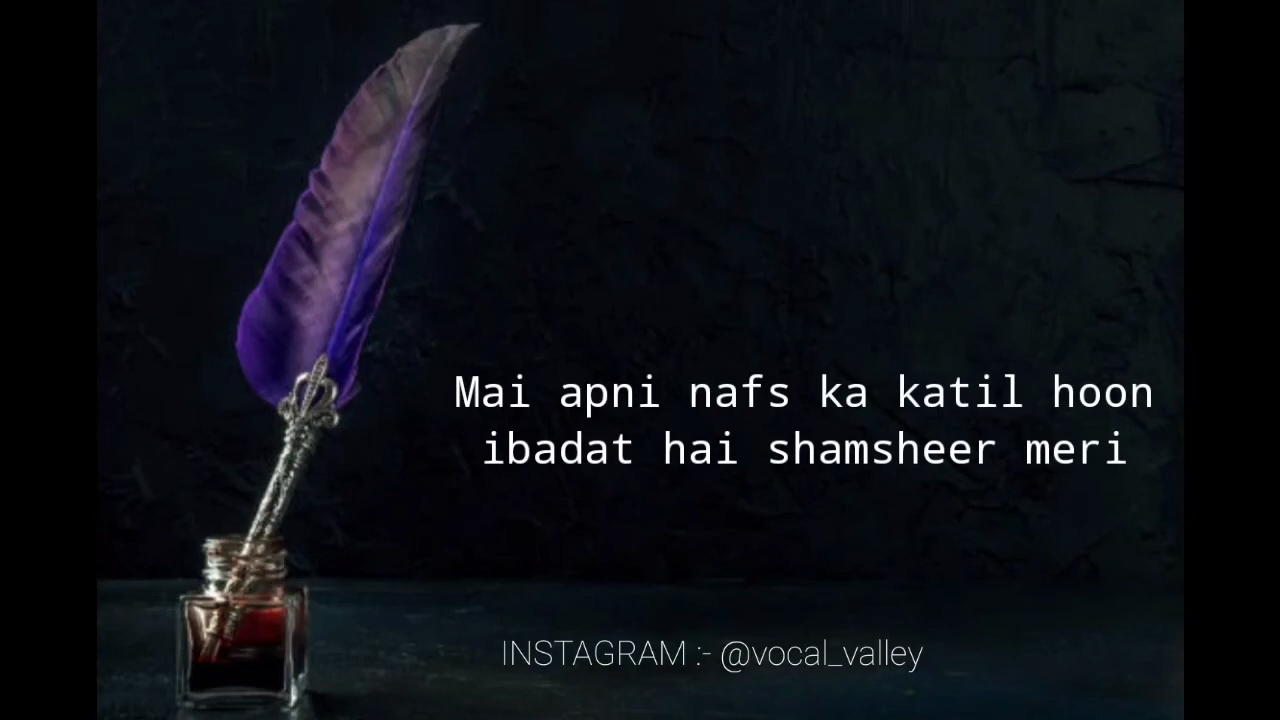 Mai apni nafs ka katil hoon
ibadat hai shamsheer meri
INSTAGRAM :- @vocal_valley